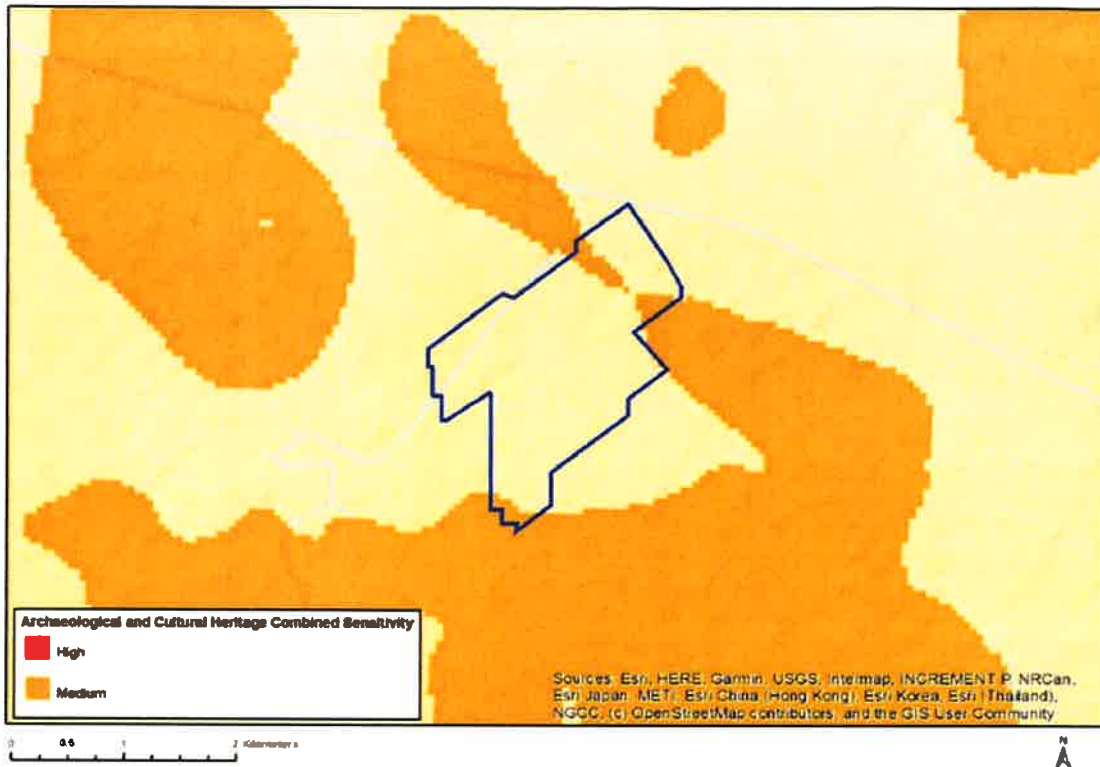 Archaeological and Cultural Heritage Combined Sensitivity
High
Medium
Sources: Esri, HERE, Garmin, USGS, Intermap, INCREMENT P, NRCan,
Esri Japan, METI, Esri China (Hong Kong), Esri Korea, Esri (Thailand),
NGCC, (c) OpenStreetMap contributors, and the GIS User Community
0 0.5 1 2 Kilometers
N